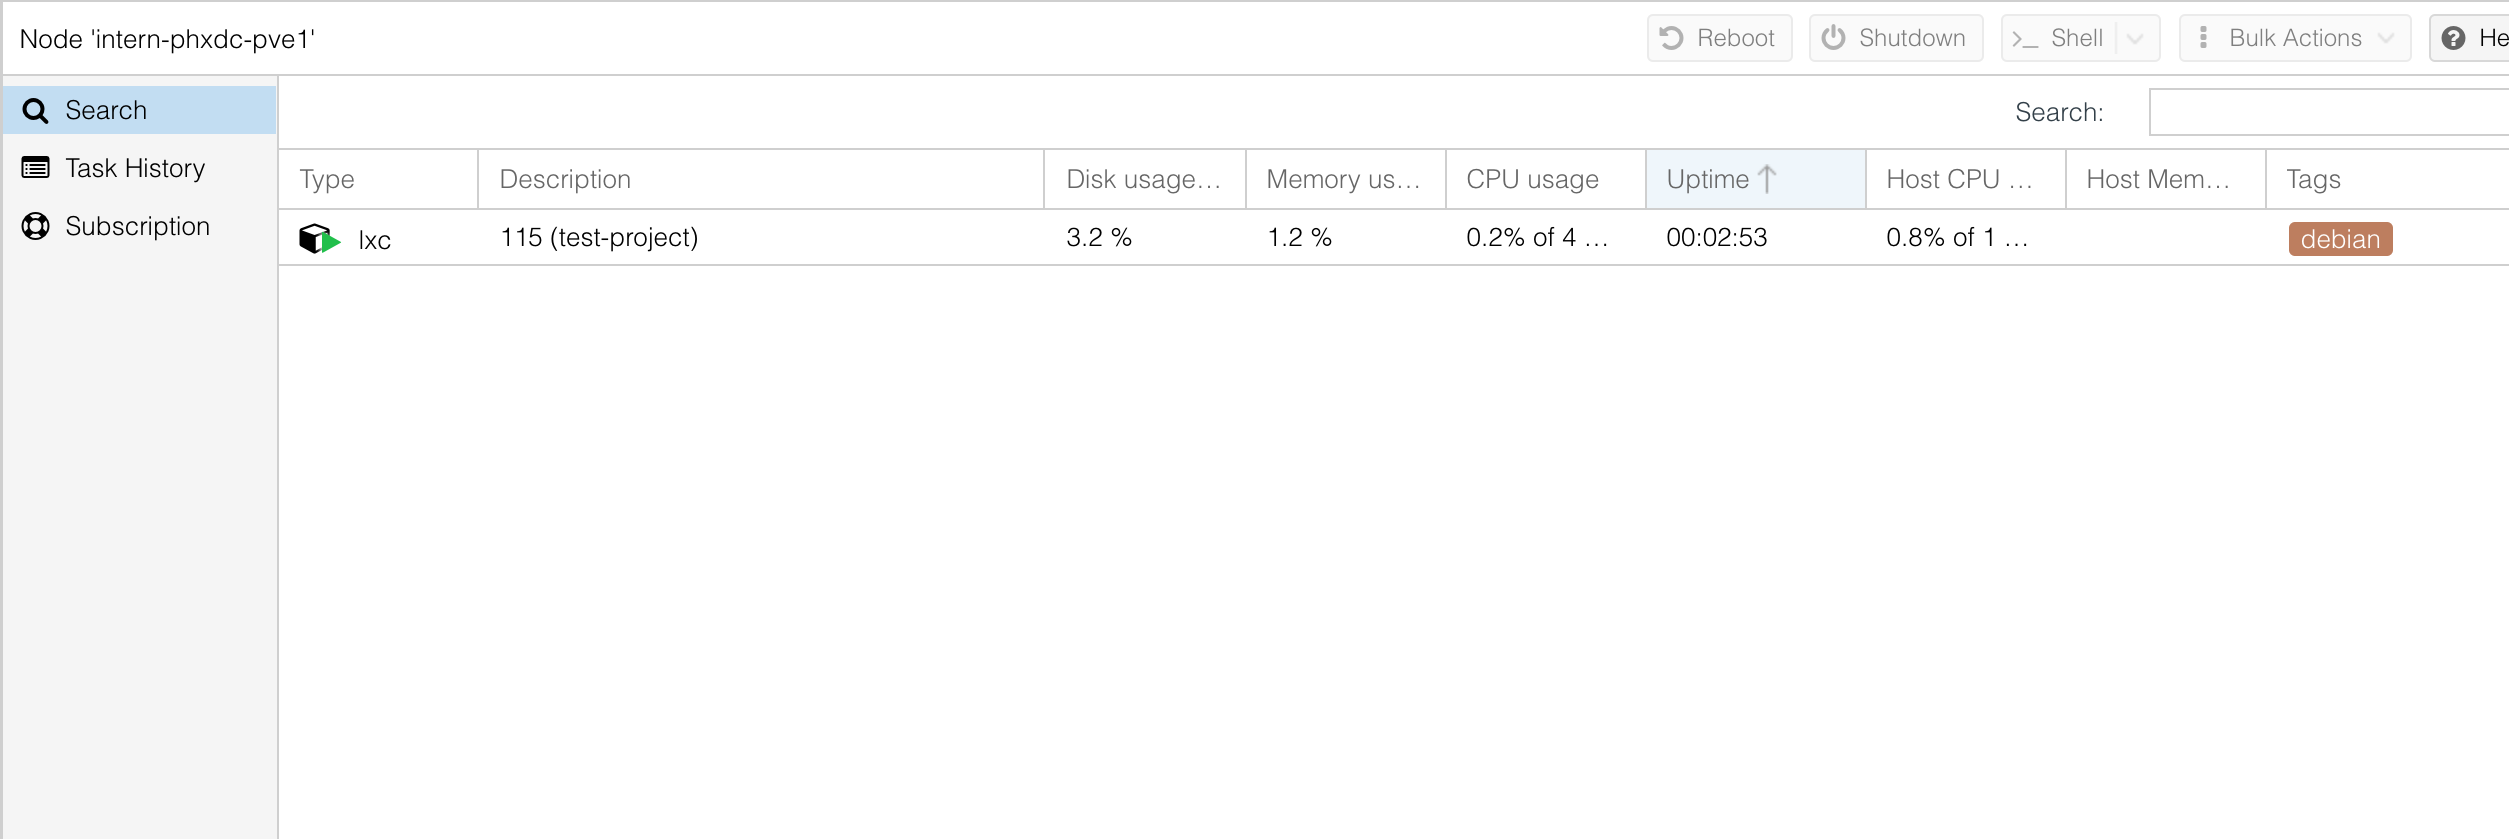 Node 'intern-phxdc-pve1' Reboot Shutdown >_ Shell Bulk Actions ? He
Search Search:
Task History
Type Description Disk usage... Memory us... CPU usage Uptime Host CPU ... Host Mem... Tags
Subscription
lxc 115 (test-project) 3.2 % 1.2 % 0.2% of 4 ... 00:02:53 0.8% of 1 ... debian